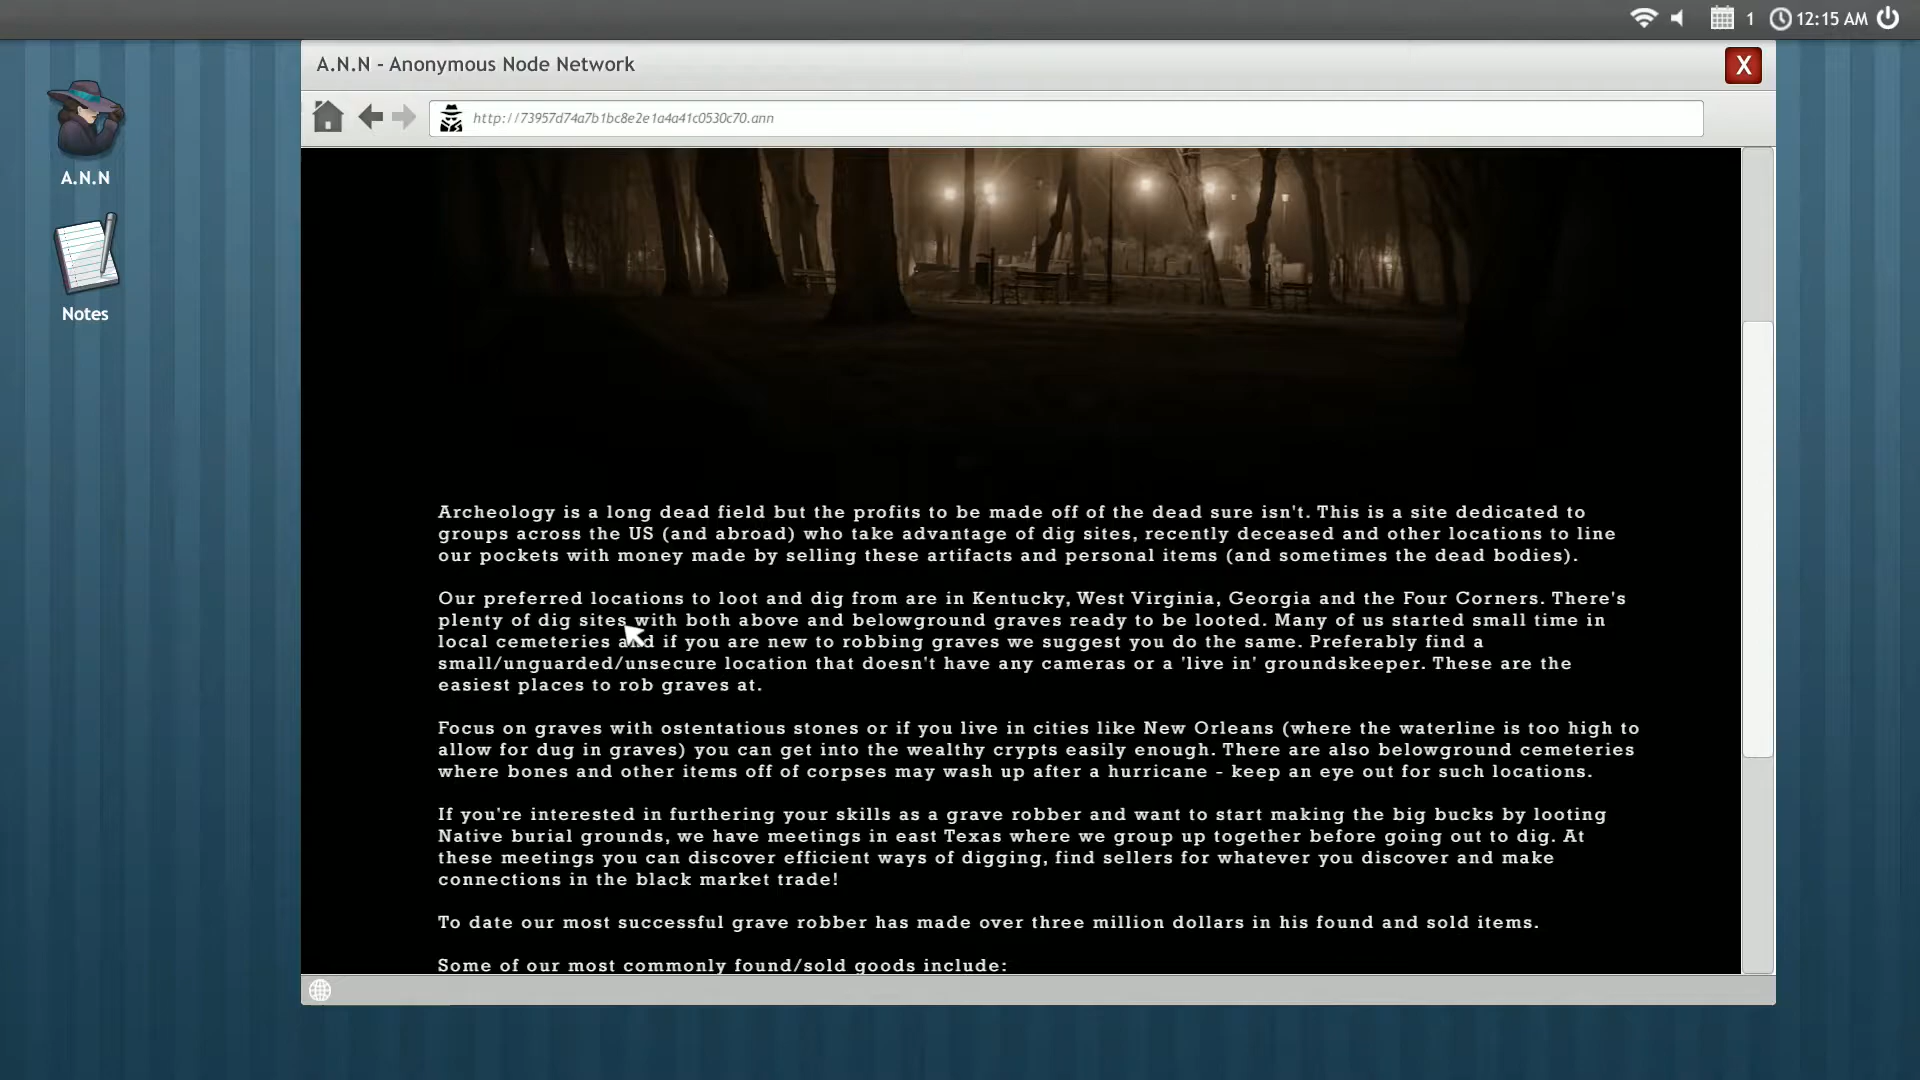 1
12:15 AM
A.N.N - Anonymous Node Network
X
http://73957d74a7b1bc8e2e1a4a41c0530c70.ann
A.N.N
Notes
Archeology is a long dead field but the profits to be made off of the dead sure isn't. This is a site dedicated to
groups across the US (and abroad) who take advantage of dig sites, recently deceased and other locations to line
our pockets with money made by selling these artifacts and personal items (and sometimes the dead bodies).
Our preferred locations to loot and dig from are in Kentucky, West Virginia, Georgia and the Four Corners. There's
plenty of dig sites with both above and belowground graves ready to be looted. Many of us started small time in
local cemeteries and if you are new to robbing graves we suggest you do the same. Preferably find a
small/unguarded/unsecure location that doesn't have any cameras or a 'live in' groundskeeper. These are the
easiest places to rob graves at.
Focus on graves with ostentatious stones or if you live in cities like New Orleans (where the waterline is too high to
allow for dug in graves) you can get into the wealthy crypts easily enough. There are also belowground cemeteries
where bones and other items off of corpses may wash up after a hurricane - keep an eye out for such locations.
If you're interested in furthering your skills as a grave robber and want to start making the big bucks by looting
Native burial grounds, we have meetings in east Texas where we group up together before going out to dig. At
these meetings you can discover efficient ways of digging, find sellers for whatever you discover and make
connections in the black market trade!
To date our most successful grave robber has made over three million dollars in his found and sold items.
Some of our most commonly found/sold goods include: